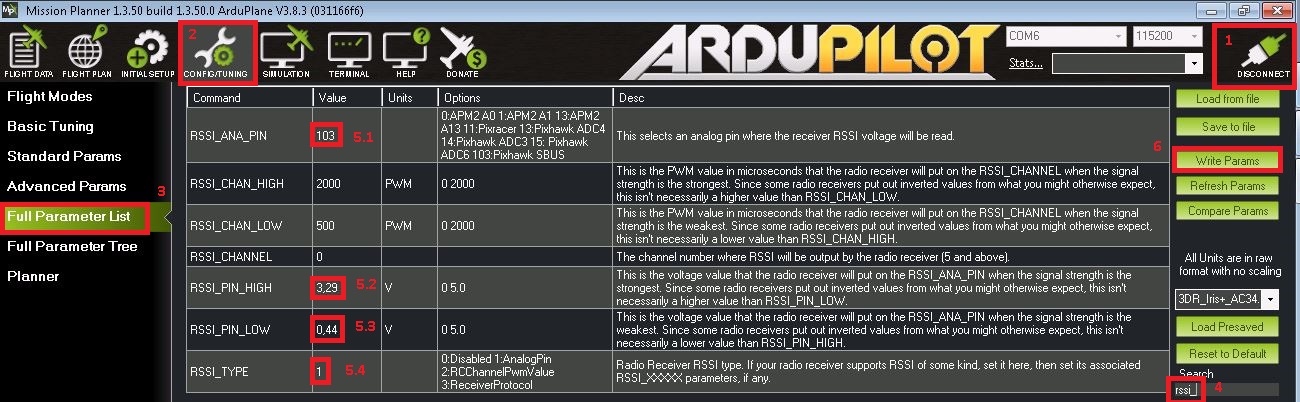 Mission Planner 1.3.50 build 1.3.50.0 ArduPlane V3.8.3 (031166f6)
2
1
FLIGHT DATA FLIGHT PLAN INITIAL SETUP CONFIG/TUNING SIMULATION TERMINAL HELP DONATE
ARDUPILOT
COM6 115200
Stats...
DISCONNECT
Flight Modes
Basic Tuning
Standard Params
Advanced Params
3
Full Parameter List
Full Parameter Tree
Planner
Command Value Units Options Desc
RSSI_ANA_PIN 103 5.1
0:APM2 A0 1:APM2 A1 13:APM2
A13 11:Pixracer 13:Pixhawk ADC4
14:Pixhawk ADC3 15: Pixhawk
ADC6 103:Pixhawk SBUS
This selects an analog pin where the receiver RSSI voltage will be read.
RSSI_CHAN_HIGH 2000 PWM 0 2000
This is the PWM value in microseconds that the radio receiver will put on the RSSI_CHANNEL when the signal
strength is the strongest. Since some radio receivers put out inverted values from what you might otherwise expect,
this isn't necessarily a higher value than RSSI_CHAN_LOW.
RSSI_CHAN_LOW 500 PWM 0 2000
This is the PWM value in microseconds that the radio receiver will put on the RSSI_CHANNEL when the signal
strength is the weakest. Since some radio receivers put out inverted values from what you might otherwise expect,
this isn't necessarily a lower value than RSSI_CHAN_HIGH.
RSSI_CHANNEL 0 The channel number where RSSI will be output by the radio receiver (5 and above).
RSSI_PIN_HIGH 3,29 5.2 V 0 5.0
This is the voltage value that the radio receiver will put on the RSSI_ANA_PIN when the signal strength is the
strongest. Since some radio receivers put out inverted values from what you might otherwise expect, this isn't
necessarily a higher value than RSSI_PIN_LOW.
RSSI_PIN_LOW 0,44 5.3 V 0 5.0
This is the voltage value that the radio receiver will put on the RSSI_ANA_PIN when the signal strength is the
weakest. Since some radio receivers put out inverted values from what you might otherwise expect, this isn't
necessarily a lower value than RSSI_PIN_HIGH.
RSSI_TYPE 1 5.4
0:Disabled 1:AnalogPin
2:RCChannelPwmValue
3:ReceiverProtocol
Radio Receiver RSSI type. If your radio receiver supports RSSI of some kind, set it here, then set its associated
RSSI_XXXXX parameters, if any.
Load from file
Save to file
6
Write Params
Refresh Params
Compare Params
All Units are in raw
format with no scaling
3DR_Iris+_AC34.
Load Presaved
Reset to Default
Search
rssi_ 4